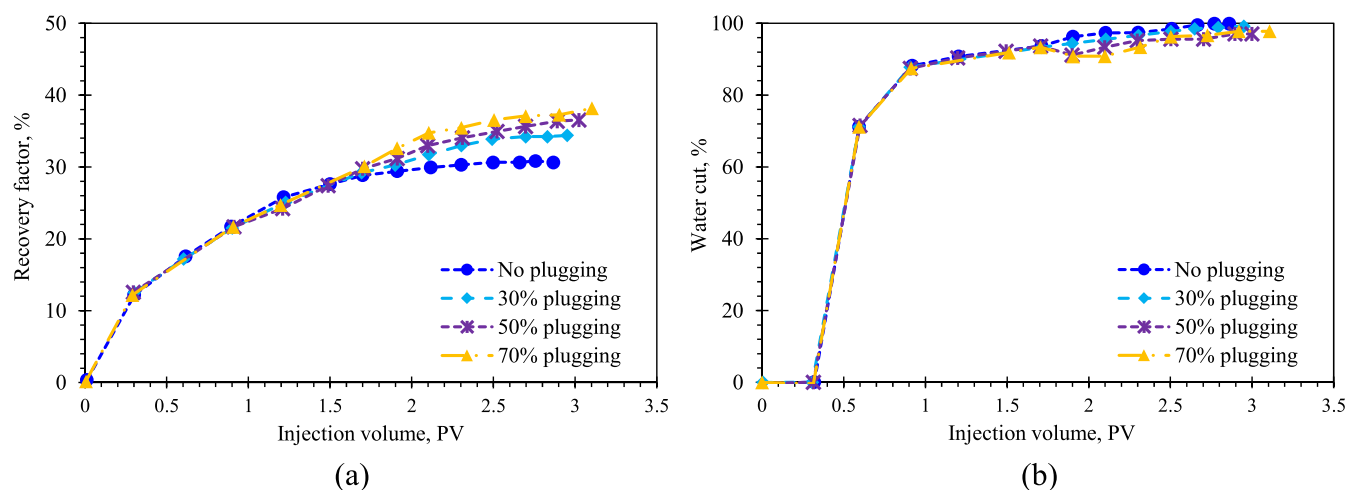 50
40
30
20
10
0
0
0.5
1
1.5
2
2.5
3
3.5
Recovery factor, %
Injection volume, PV
No plugging
30% plugging
50% plugging
70% plugging
(a)
100
80
60
40
20
0
0
0.5
1
1.5
2
2.5
3
3.5
Water cut, %
Injection volume, PV
No plugging
30% plugging
50% plugging
70% plugging
(b)